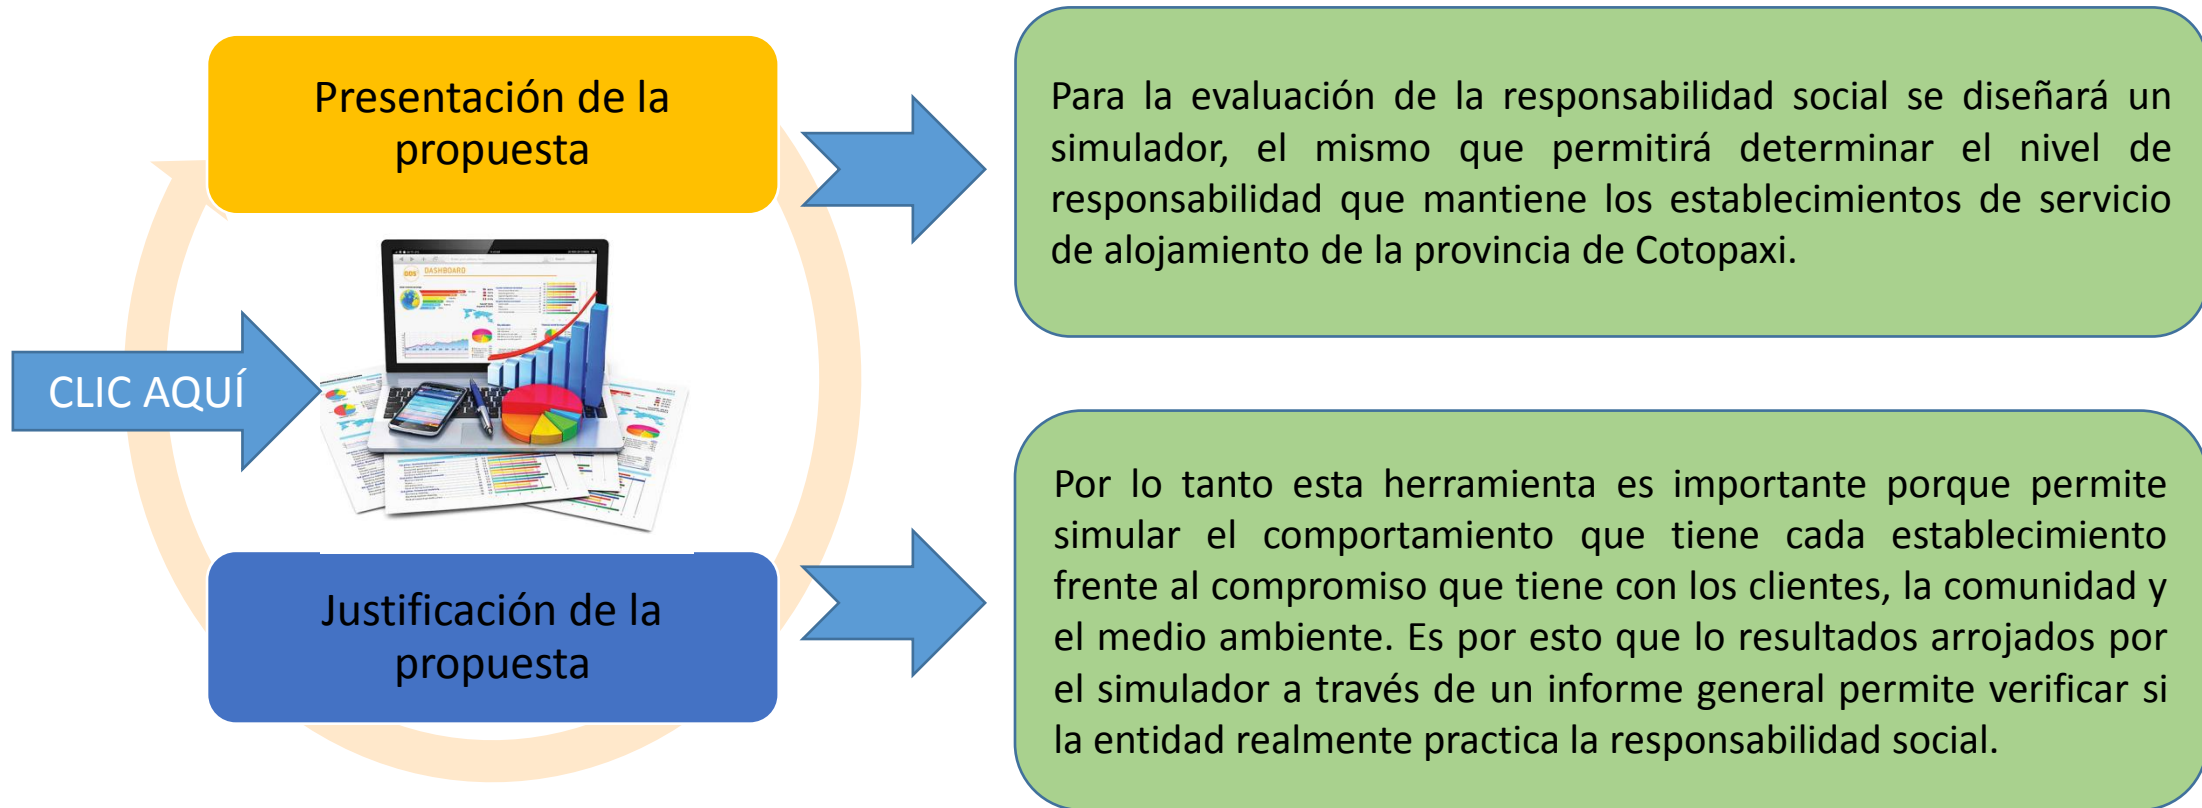 Presentación de la
propuesta
Para la evaluación de la responsabilidad social se diseñará un
simulador, el mismo que permitirá determinar el nivel de
responsabilidad que mantiene los establecimientos de servicio
de alojamiento de la provincia de Cotopaxi.
DASHBOARD
CLIC AQUÍ
Justificación de la
propuesta
Por lo tanto esta herramienta es importante porque permite
simular el comportamiento que tiene cada establecimiento
frente al compromiso que tiene con los clientes, la comunidad y
el medio ambiente. Es por esto que lo resultados arrojados por
el simulador a través de un informe general permite verificar si
la entidad realmente practica la responsabilidad social.